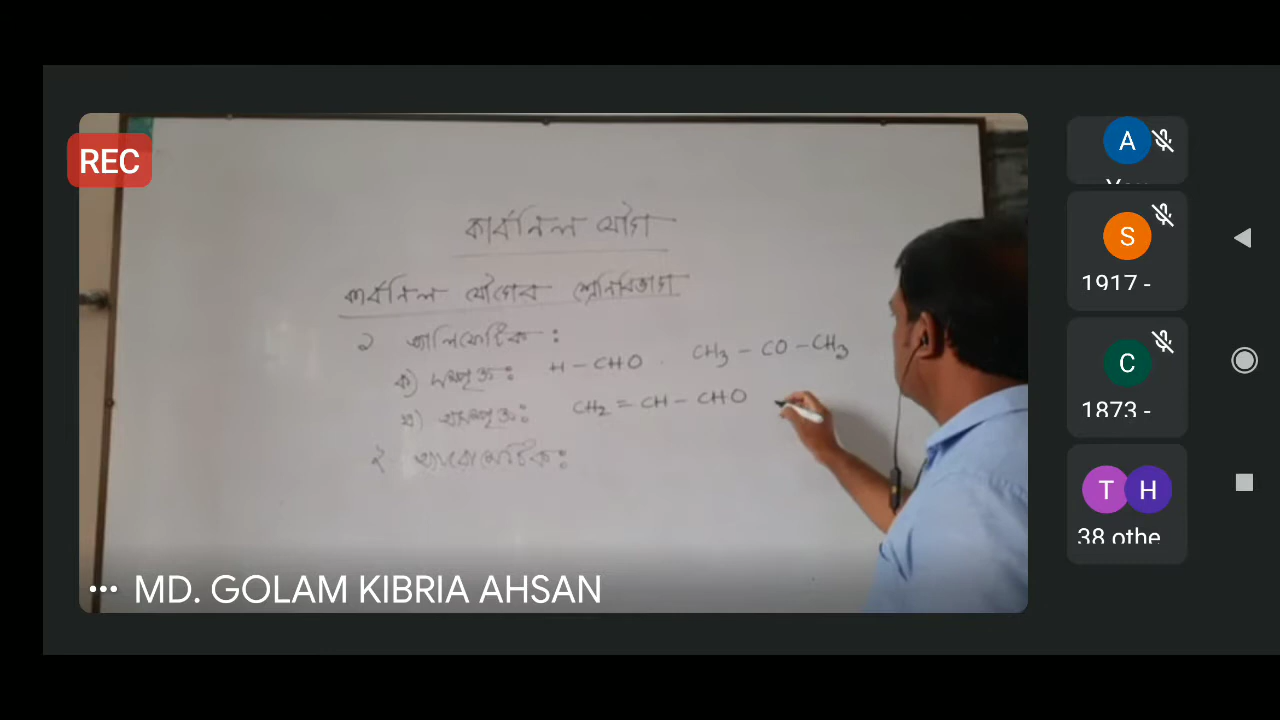 REC
কার্বনিল যৌগ
কার্বনিল যৌগের শ্রেনিবিভাগ
১ অ্যালিফেটিক :
ক) সম্পৃক্ত : H – CHO . CH3 – CO – CH3
খ) অসম্পৃক্ত : CH2 = CH – CHO
২ অ্যারোমেটিক :
MD. GOLAM KIBRIA AHSAN
A
S
1917 -
C
1873 -
T H
38 othe